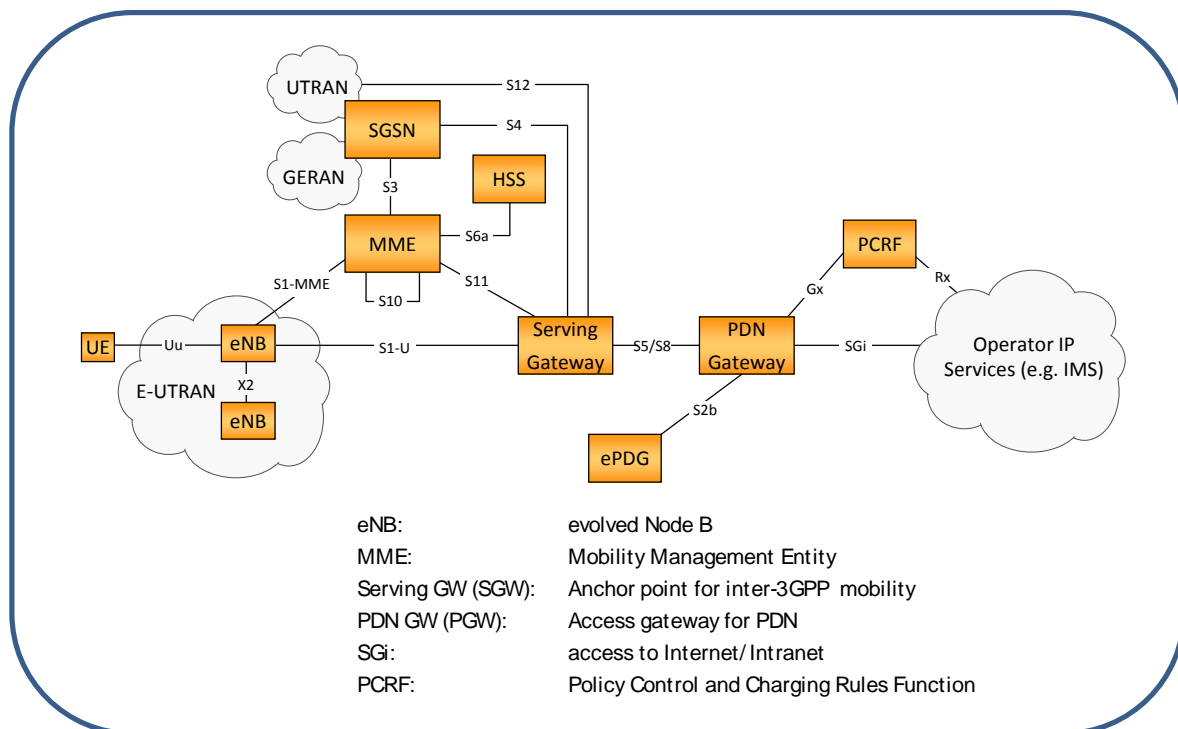 UTRAN
S12
SGSN
S4
GERAN
S3
HSS
MME
S6a
PCRF
S1-MME
S10
S11
Gx
Rx
UE
Uu
eNB
S1-U
Serving
Gateway
S5/S8
PDN
Gateway
SGi
Operator IP
Services (e.g. IMS)
X2
E-UTRAN
eNB
S2b
ePDG
eNB: evolved Node B
MME: Mobility Management Entity
Serving GW (SGW): Anchor point for inter-3GPP mobility
PDN GW (PGW): Access gateway for PDN
SGi: access to Internet/ Intranet
PCRF: Policy Control and Charging Rules Function